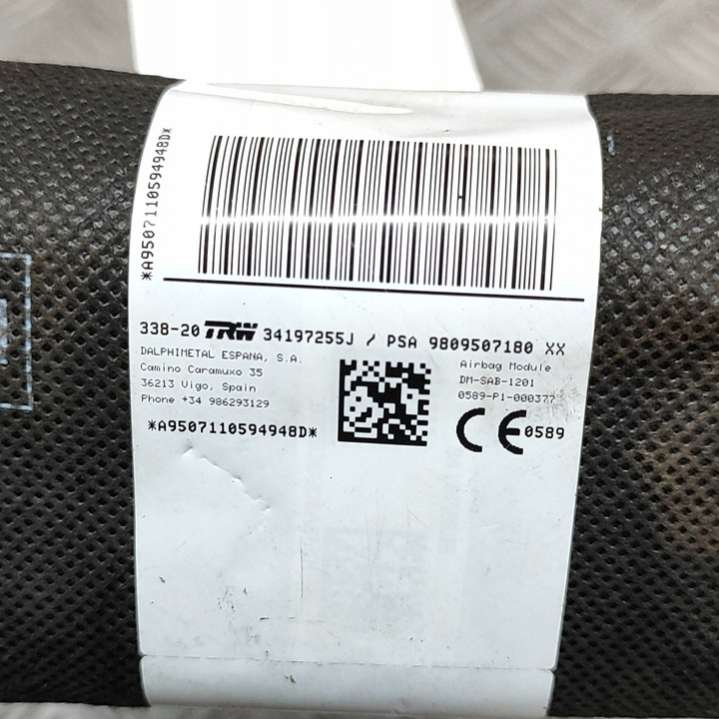 *A9507110594948D*
338-20 TRW 34197255J / PSA 9809507180 XX
DALPHIMETAL ESPANA, S.A.
Camino Caramuxo 35
36213 Vigo, Spain
Phone +34 986293129
*A9507110594948D*
Airbag Module
DM-SAB-1201
0589-P1-000377
CE 0589